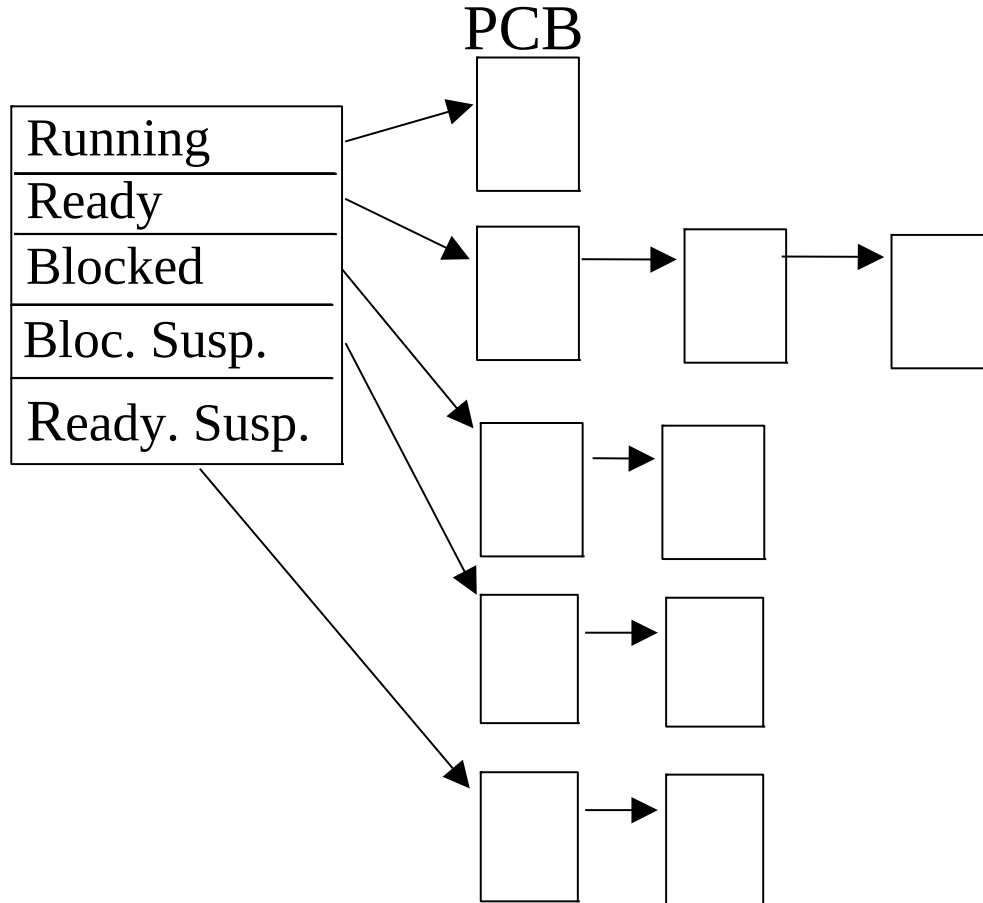 PCB
Running
Ready
Blocked
Bloc. Susp.
Ready. Susp.